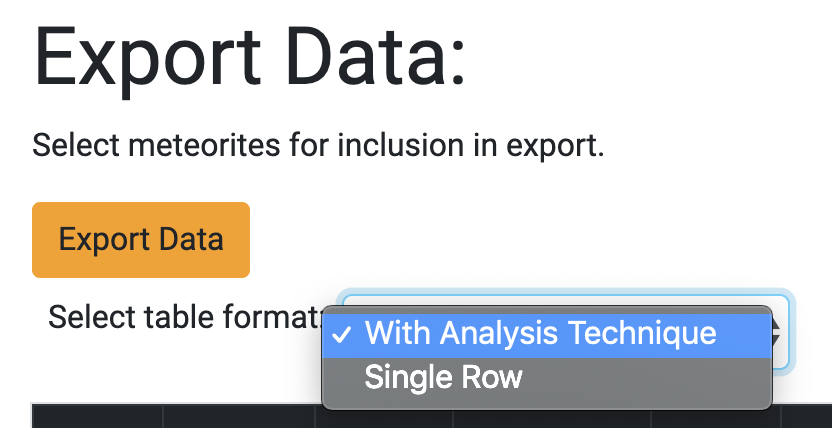 Export Data:
Select meteorites for inclusion in export.
Export Data
Select table format:
✓ With Analysis Technique
Single Row